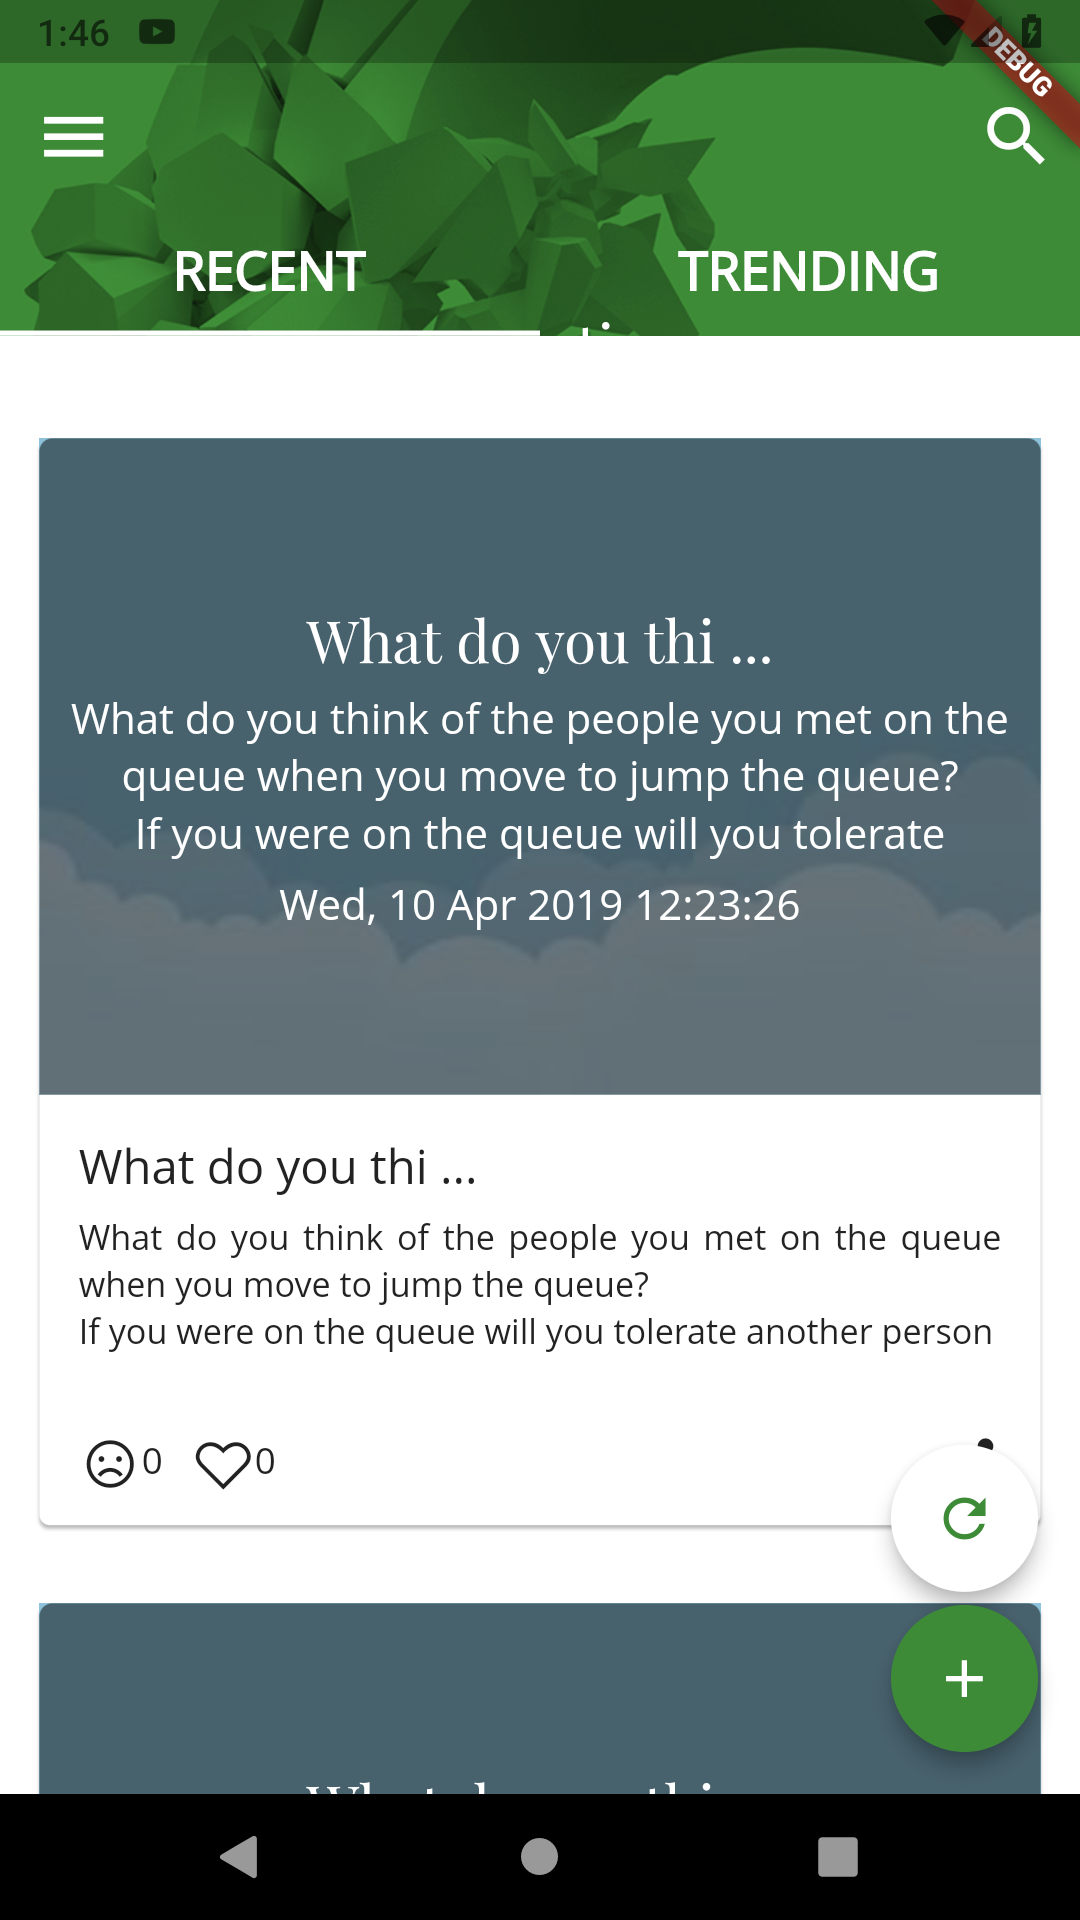 1:46
DEBUG
RECENT
TRENDING
What do you thi ...
What do you think of the people you met on the
queue when you move to jump the queue?
If you were on the queue will you tolerate
Wed, 10 Apr 2019 12:23:26
What do you thi ...
What do you think of the people you met on the queue
when you move to jump the queue?
If you were on the queue will you tolerate another person
0
0